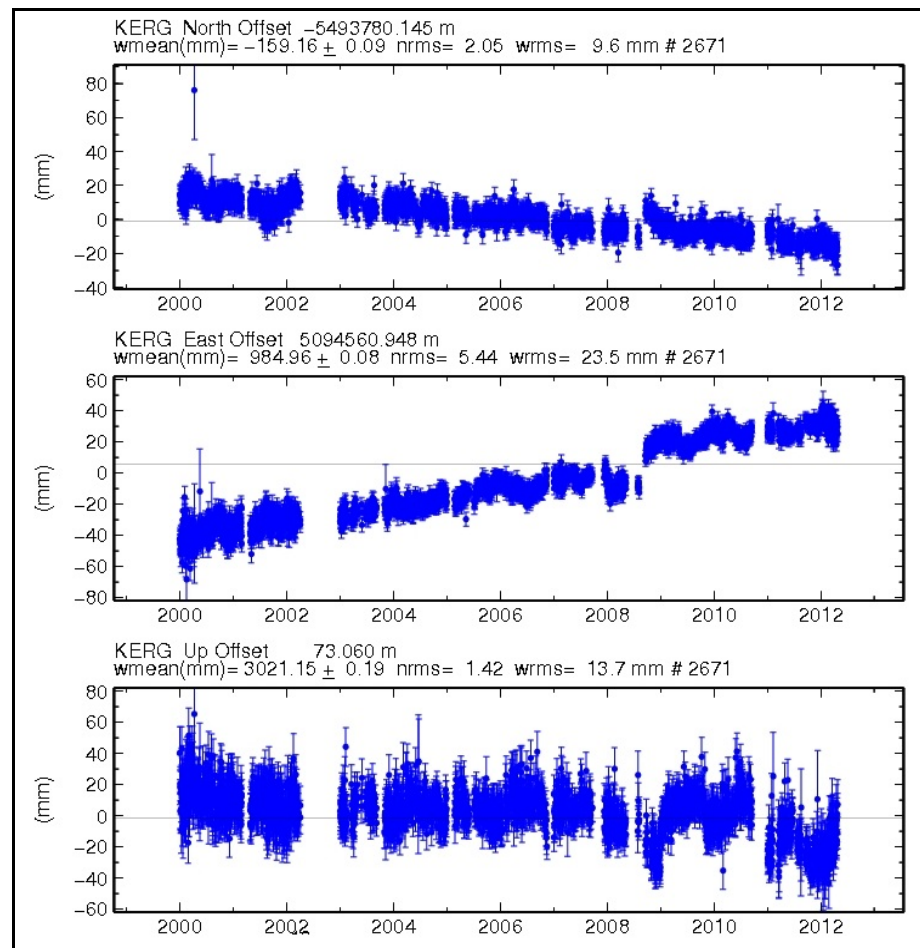 KERG North Offset -5493780.145 m
wmean(mm)= -159.16 ± 0.09 nrms= 2.05 wrms= 9.6 mm # 2671
80
60
40
20
0
-20
-40
(mm)
2000 2002 2004 2006 2008 2010 2012
KERG East Offset 5094560.948 m
wmean(mm)= 984.96 ± 0.08 nrms= 5.44 wrms= 23.5 mm # 2671
60
40
20
0
-20
-40
-60
-80
(mm)
2000 2002 2004 2006 2008 2010 2012
KERG Up Offset 73.060 m
wmean(mm)= 3021.15 ± 0.19 nrms= 1.42 wrms= 13.7 mm # 2671
80
60
40
20
0
-20
-40
-60
(mm)
2000 2002 2004 2006 2008 2010 2012